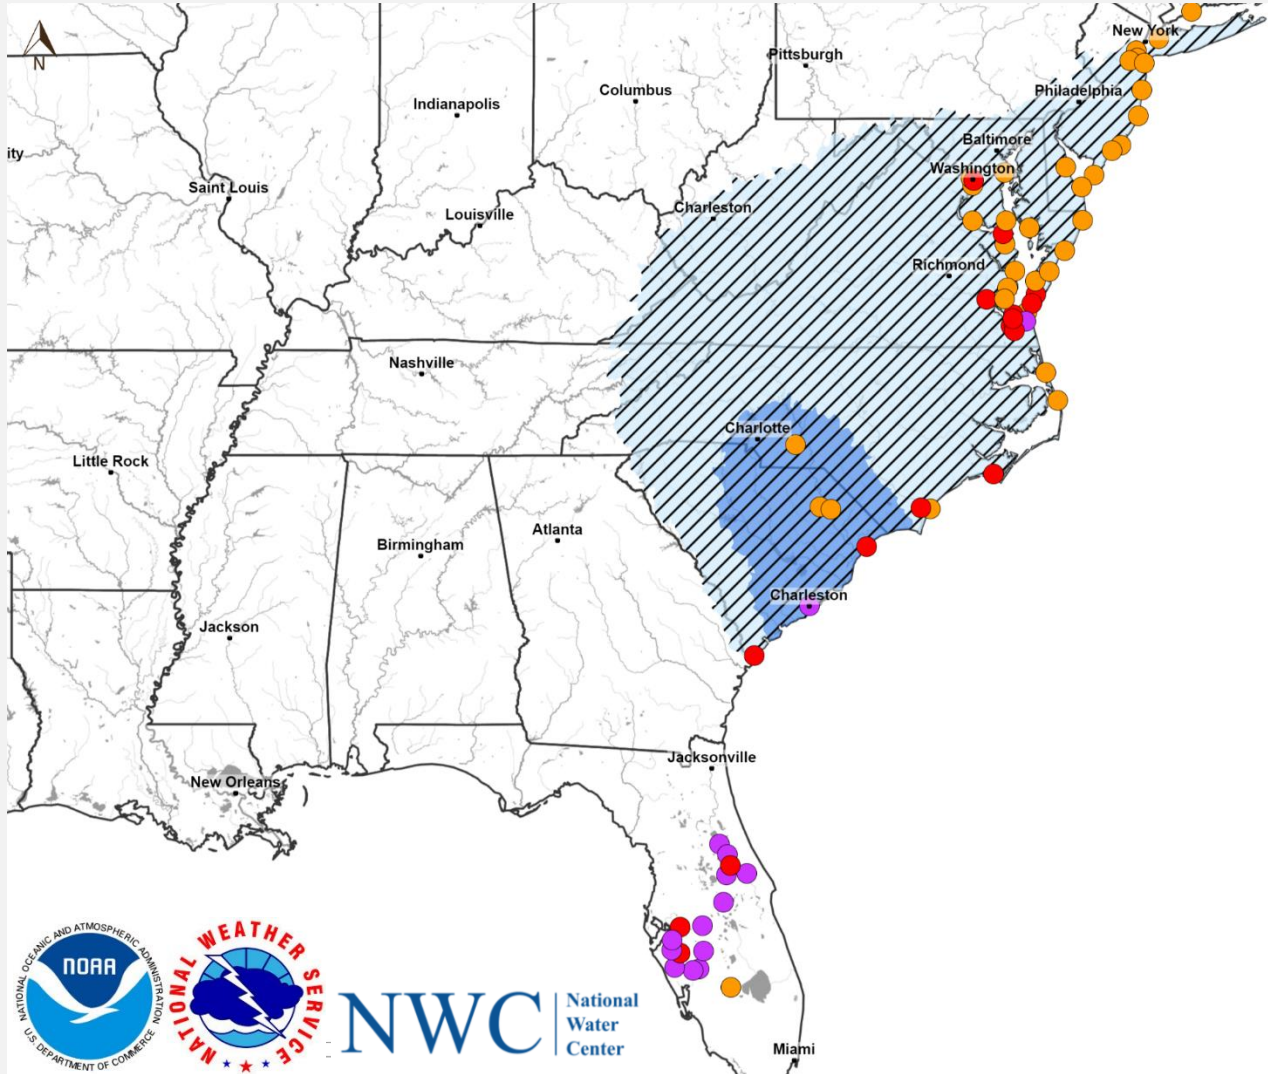 N
New York
Pittsburgh
Philadelphia
Columbus
Indianapolis
Baltimore
ity
Washington
Saint Louis
Charleston
Louisville
Richmond
Nashville
Charlotte
Little Rock
Atlanta
Birmingham
Charleston
Jackson
Jacksonville
New Orleans
NATIONAL OCEANIC AND ATMOSPHERIC ADMINISTRATION
NOAA
U.S. DEPARTMENT OF COMMERCE
NATIONAL WEATHER SERVICE
NWC
National
Water
Center
Miami